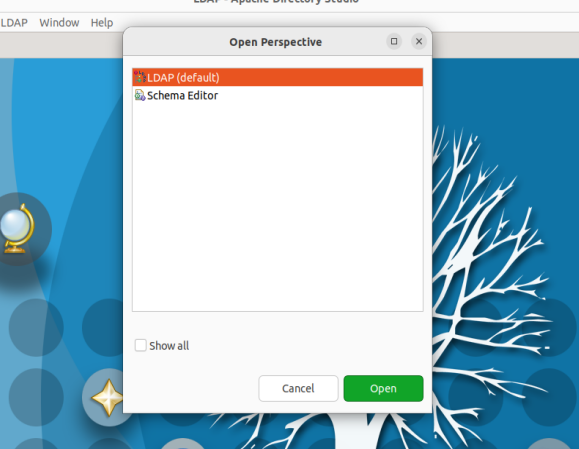 LDAP - Apache Directory Studio
LDAP Window Help
Open Perspective
LDAP (default)
Schema Editor
Show all
Cancel
Open